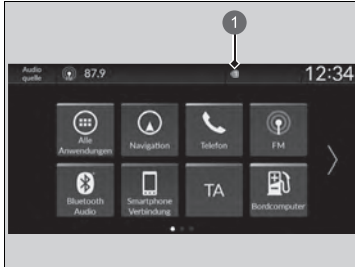 1
Audio
quelle
87.9
12:34
Alle
Anwendungen
Navigation
Telefon
FM
Bluetooth
Audio
Smartphone
Verbindung
TA
Bordcomputer